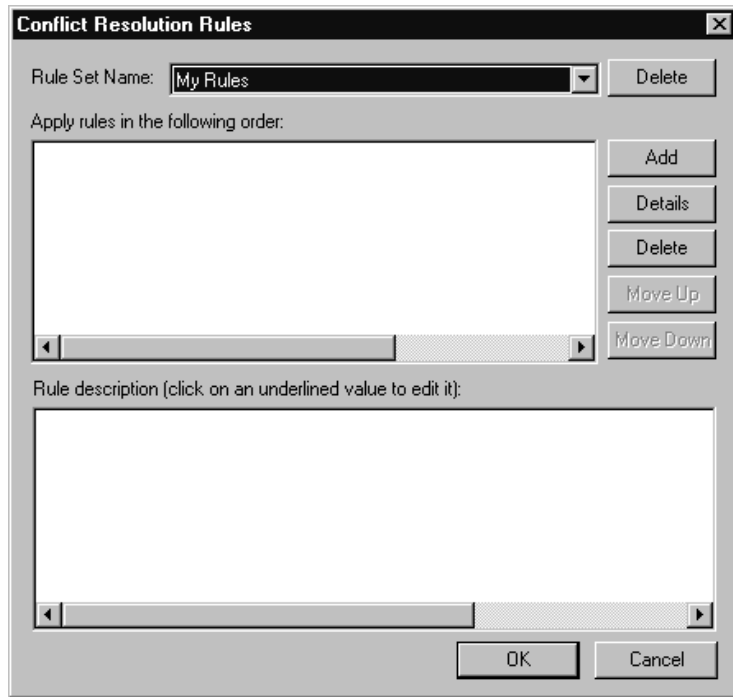 Conflict Resolution Rules
Rule Set Name: My Rules Delete
Apply rules in the following order:
Add
Details
Delete
Move Up
Move Down
Rule description (click on an underlined value to edit it):
OK Cancel